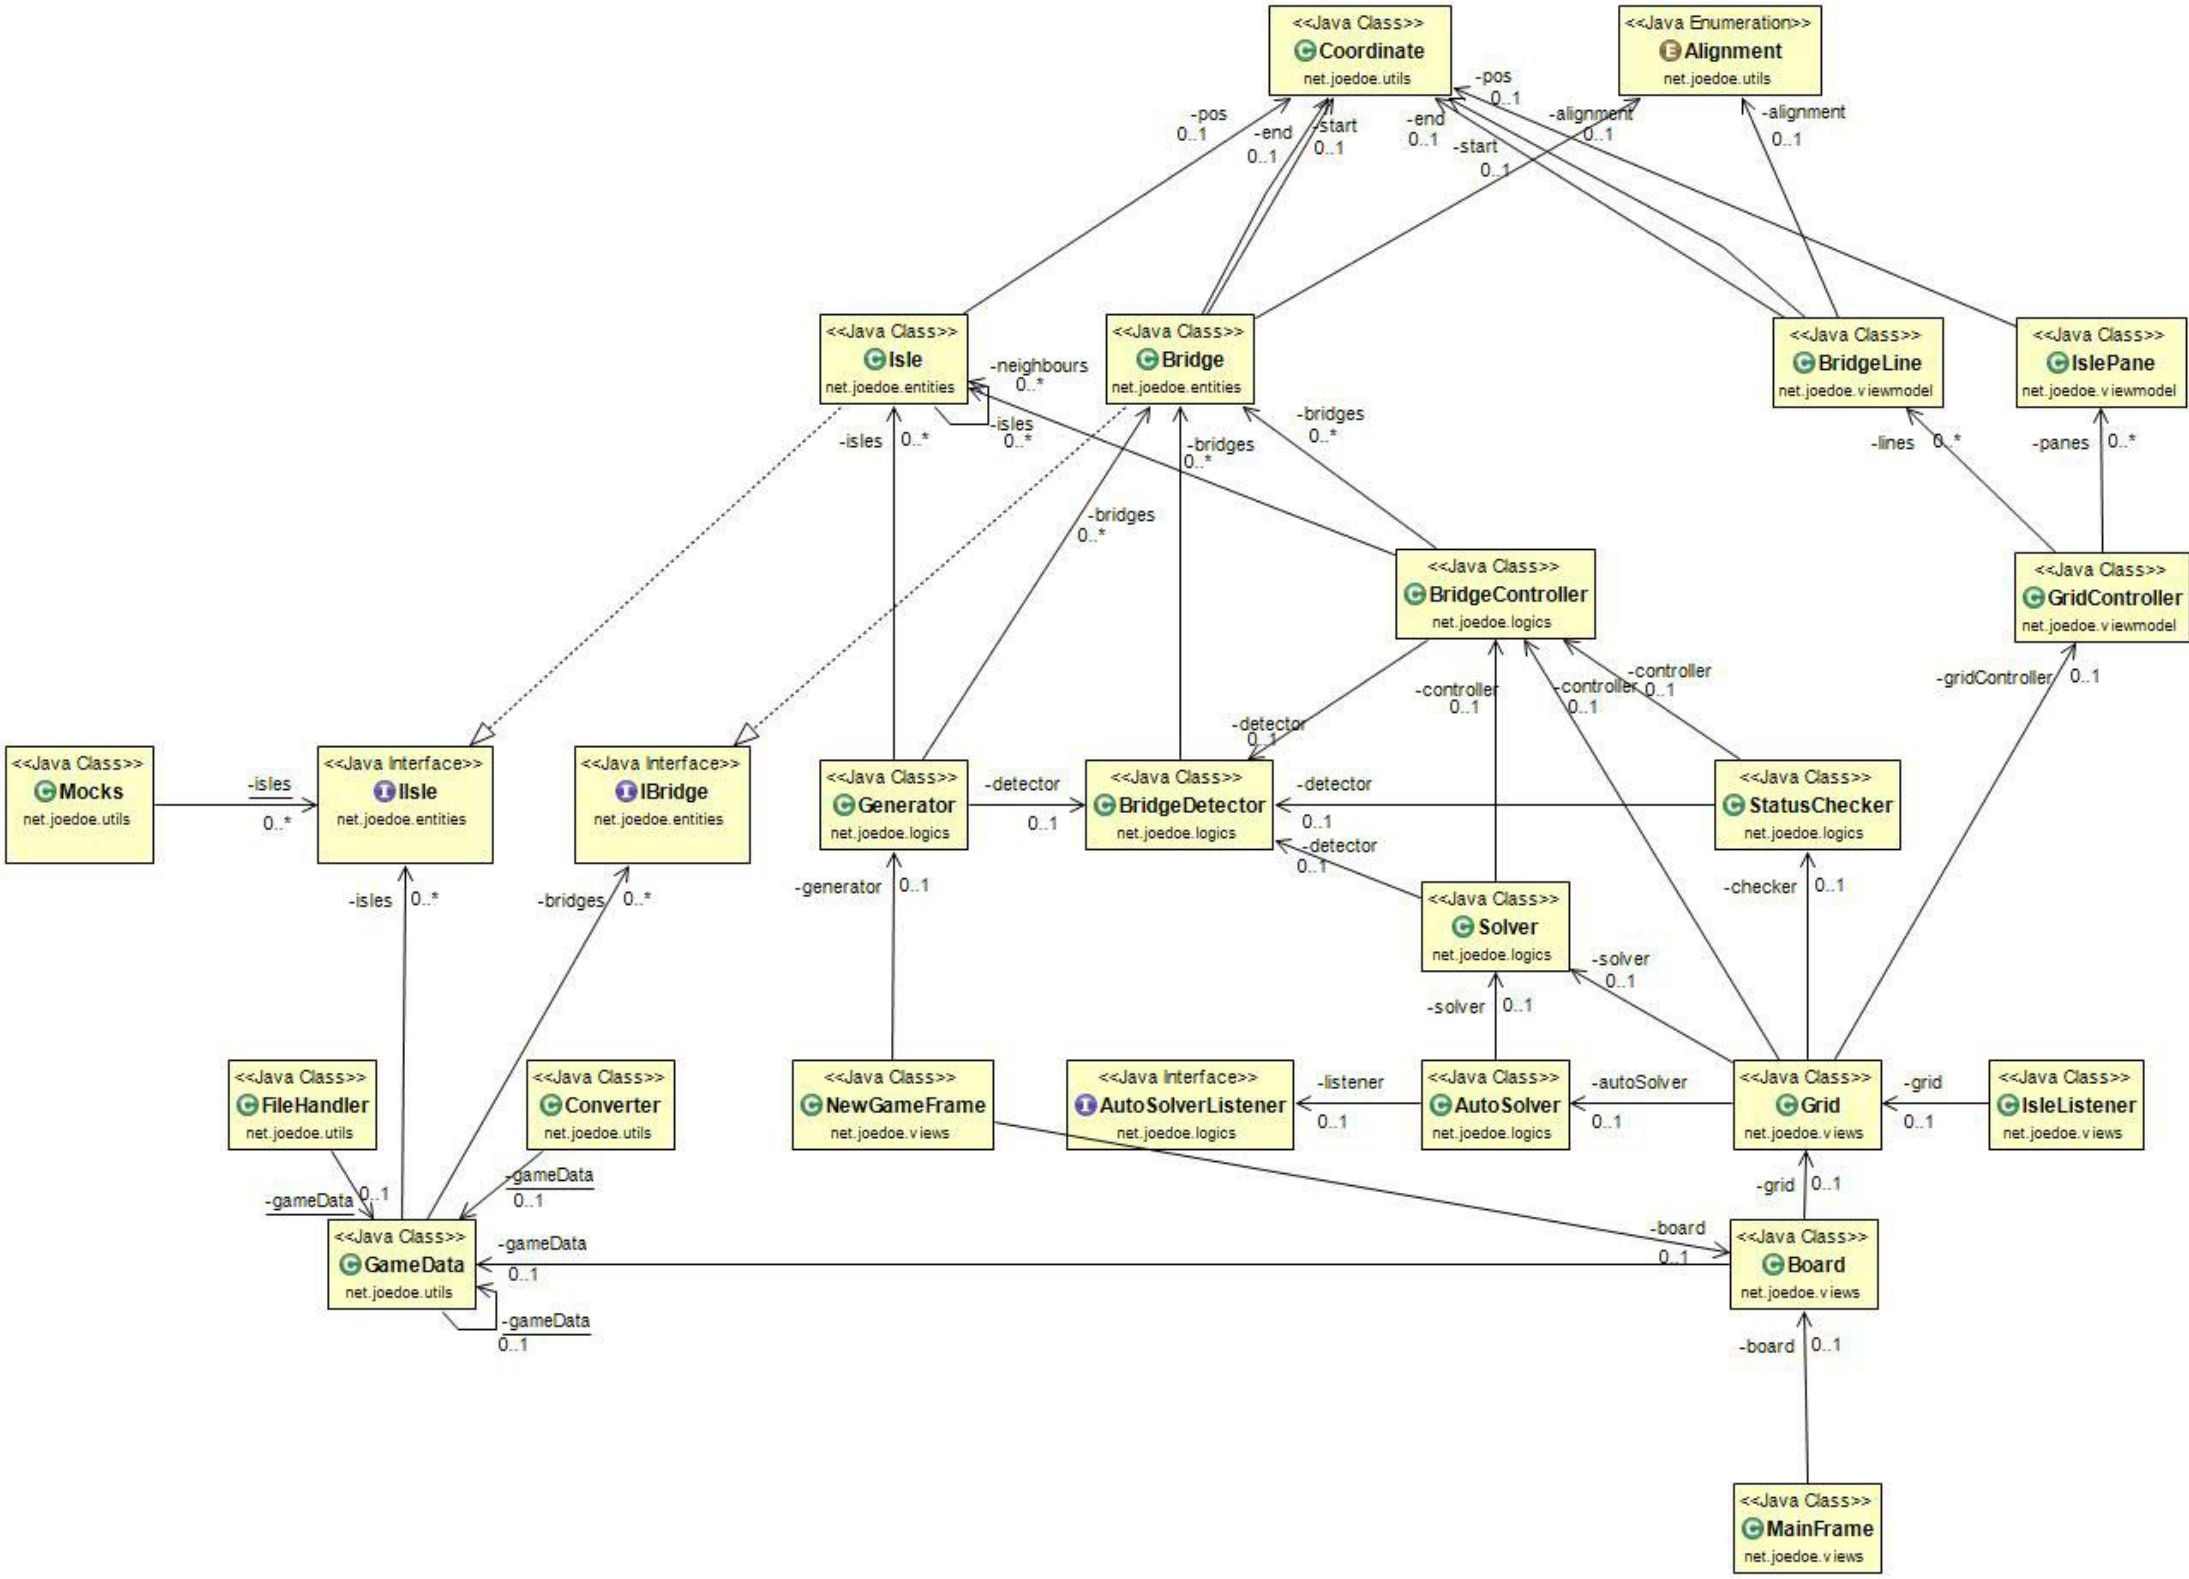 <<Java Class>>
Coordinate
net.joedoe.utils
<<Java Enumeration>>
Alignment
net.joedoe.utils
-pos
0..1
-end
0..1
-start
0..1
-end
0..1
-start
0..1
-pos
0..1
-alignment
0..1
-alignment
0..1
<<Java Class>>
Isle
net.joedoe.entities
<<Java Class>>
Bridge
net.joedoe.entities
<<Java Class>>
BridgeLine
net.joedoe.viewmodel
<<Java Class>>
IslePane
net.joedoe.viewmodel
-neighbours
0..*
-isles
0..*
-isles
0..*
-bridges
0..*
-bridges
0..*
-bridges
0..*
-lines
0..*
-panes
0..*
<<Java Class>>
BridgeController
net.joedoe.logics
<<Java Class>>
GridController
net.joedoe.viewmodel
-controller
0..1
-controller
0..1
-controller
0..1
-gridController
0..1
-detector
0..1
<<Java Class>>
Mocks
net.joedoe.utils
-isles
0..*
<<Java Interface>>
IIsle
net.joedoe.entities
<<Java Interface>>
IBridge
net.joedoe.entities
<<Java Class>>
Generator
net.joedoe.logics
-detector
0..1
<<Java Class>>
BridgeDetector
net.joedoe.logics
-detector
0..1
-detector
0..1
<<Java Class>>
StatusChecker
net.joedoe.logics
-isles
0..*
-bridges
0..*
-generator
0..1
<<Java Class>>
Solver
net.joedoe.logics
-checker
0..1
-solver
0..1
-solver
0..1
<<Java Class>>
FileHandler
net.joedoe.utils
<<Java Class>>
Converter
net.joedoe.utils
<<Java Class>>
NewGameFrame
net.joedoe.views
<<Java Interface>>
AutoSolverListener
net.joedoe.logics
-listener
0..1
<<Java Class>>
AutoSolver
net.joedoe.logics
-autoSolver
0..1
<<Java Class>>
Grid
net.joedoe.views
-grid
0..1
<<Java Class>>
IsleListener
net.joedoe.views
-gameData
0..1
-gameData
0..1
-grid
0..1
<<Java Class>>
GameData
net.joedoe.utils
-gameData
0..1
-board
0..1
<<Java Class>>
Board
net.joedoe.views
-gameData
0..1
-board
0..1
<<Java Class>>
MainFrame
net.joedoe.views